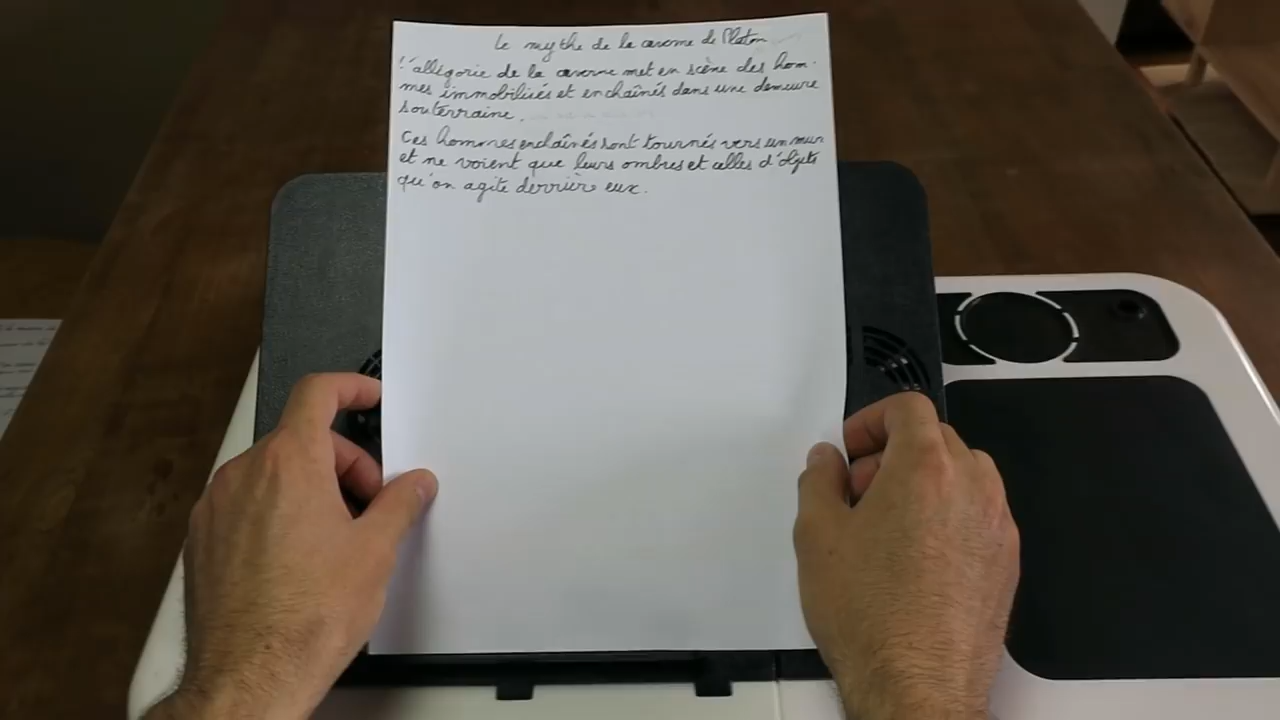 Le mythe de la caverne de Platon
L'allégorie de la caverne met en scène des hom-
mes immobilisés et enchaînés dans une demeure
souterraine.
Ces hommes enchaînés sont tournés vers un mur
et ne voient que leurs ombres et celles d'objets
qu'on agite derrière eux.